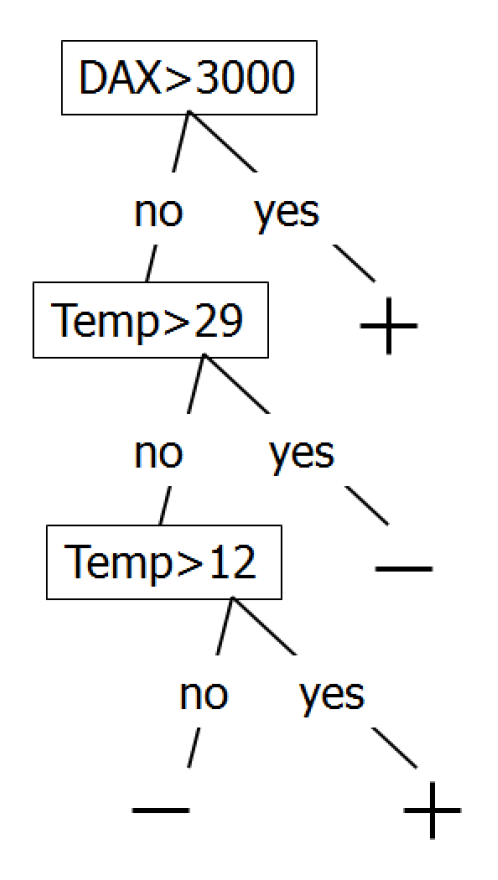 DAX>3000
no yes
Temp>29 +
no yes
Temp>12 —
no yes
— +